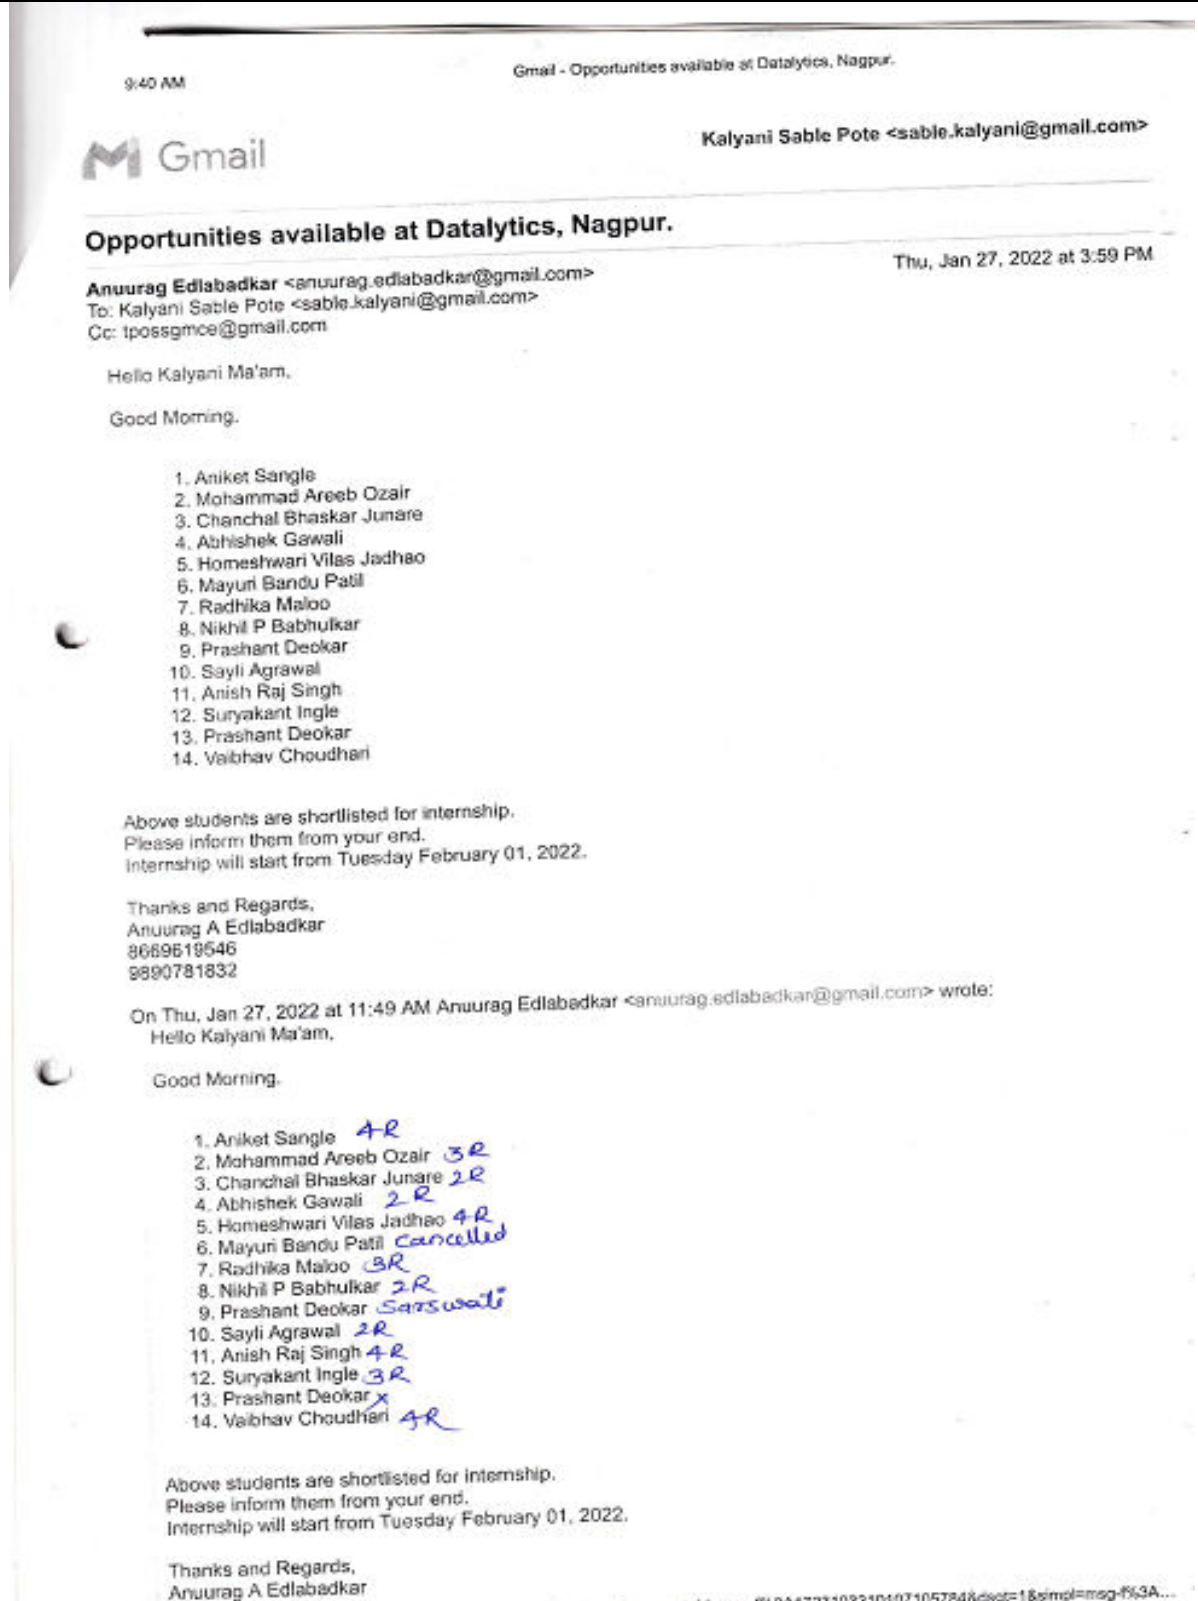 9:40 AM
Gmail - Opportunities available at Datalytics, Nagpur.
Gmail
Kalyani Sable Pote <sable.kalyani@gmail.com>
Opportunities available at Datalytics, Nagpur.
Anuurag Edlabadkar <anuurag.edlabadkar@gmail.com>
Thu, Jan 27, 2022 at 3:59 PM
To: Kalyani Sable Pote <sable.kalyani@gmail.com>
Cc: tpossgmce@gmail.com
Hello Kalyani Ma'am,
Good Morning.
1. Aniket Sangle
2. Mohammad Areeb Ozair
3. Chanchal Bhaskar Junare
4. Abhishek Gawali
5. Homeshwari Vilas Jadhao
6. Mayuri Bandu Patil
7. Radhika Maloo
8. Nikhil P Babhulkar
9. Prashant Deokar
10. Sayli Agrawal
11. Anish Raj Singh
12. Suryakant Ingle
13. Prashant Deokar
14. Vaibhav Choudhari
Above students are shortlisted for internship.
Please inform them from your end.
Internship will start from Tuesday February 01, 2022.
Thanks and Regards,
Anuurag A Edlabadkar
8669619546
9890781832
On Thu, Jan 27, 2022 at 11:49 AM Anuurag Edlabadkar <anuurag.edlabadkar@gmail.com> wrote:
Hello Kalyani Ma'am,
Good Morning.
1. Aniket Sangle 4R
2. Mohammad Areeb Ozair 3R
3. Chanchal Bhaskar Junare 2R
4. Abhishek Gawali 2R
5. Homeshwari Vilas Jadhao 4R
6. Mayuri Bandu Patil Cancelled
7. Radhika Maloo 3R
8. Nikhil P Babhulkar 2R
9. Prashant Deokar Sarswati
10. Sayli Agrawal 2R
11. Anish Raj Singh 4R
12. Suryakant Ingle 3R
13. Prashant Deokar x
14. Vaibhav Choudhari 4R
Above students are shortlisted for internship.
Please inform them from your end.
Internship will start from Tuesday February 01, 2022.
Thanks and Regards,
Anuurag A Edlabadkar